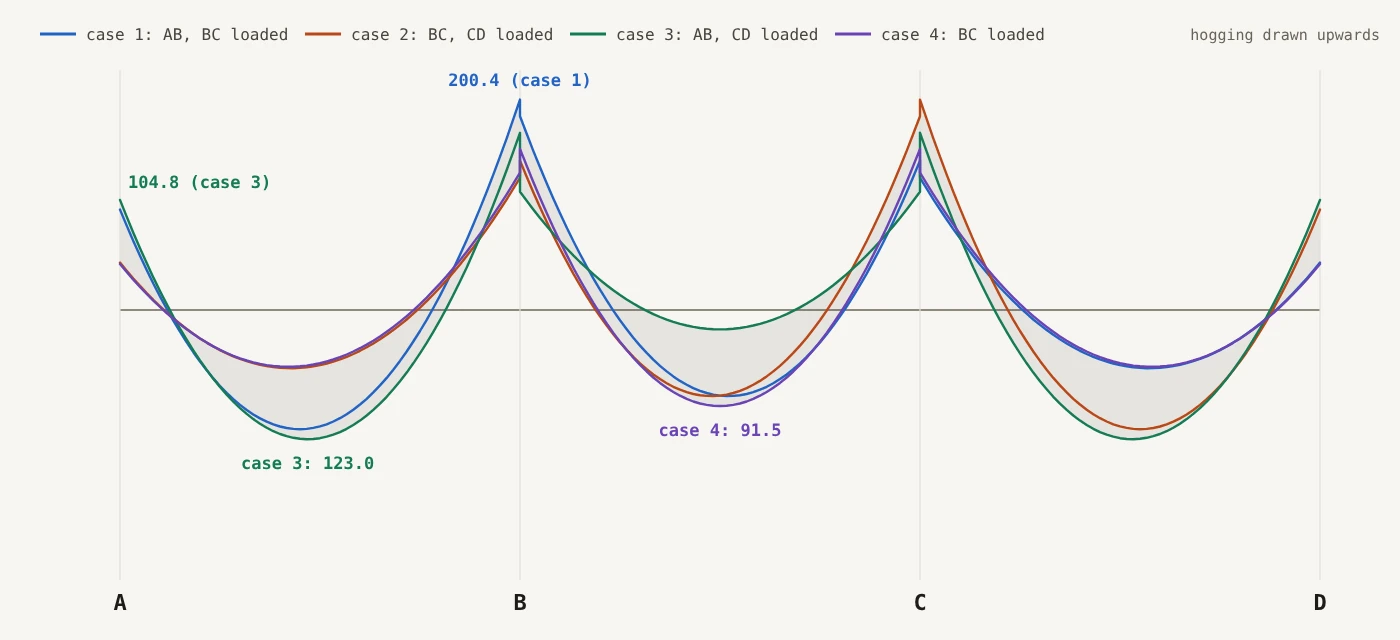 case 1: AB, BC loaded case 2: BC, CD loaded case 3: AB, CD loaded case 4: BC loaded hogging drawn upwards
200.4 (case 1)
104.8 (case 3)
case 4: 91.5
case 3: 123.0
A B C D